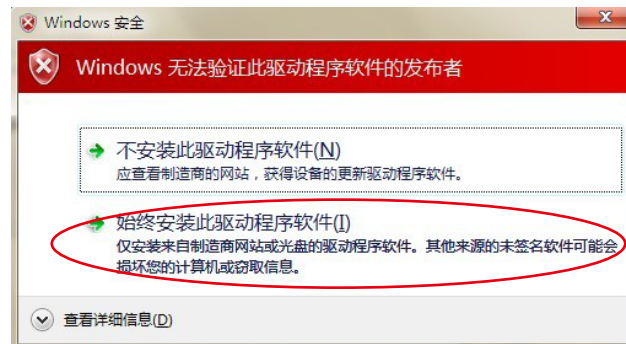 Windows 安全
Windows 无法验证此驱动程序软件的发布者
不安装此驱动程序软件(N)
应查看制造商的网站，获得设备的更新驱动程序软件。
始终安装此驱动程序软件(I)
仅安装来自制造商网站或光盘的驱动程序软件。其他来源的未签名软件可能会
损坏您的计算机或窃取信息。
查看详细信息(D)